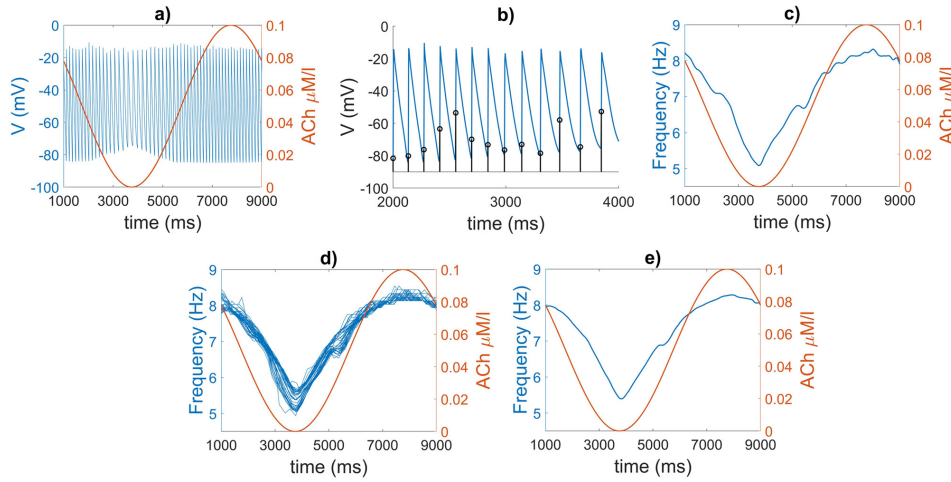 a)
0
-20
-40
-60
-80
-100
V (mV)
1000 3000 5000 7000 9000
time (ms)
0.1
0.08
0.06
0.04
0.02
0
ACh μM/l
b)
0
-20
-40
-60
-80
-100
V (mV)
2000 3000 4000
time (ms)
c)
9
8
7
6
5
Frequency (Hz)
1000 3000 5000 7000 9000
time (ms)
0.1
0.08
0.06
0.04
0.02
0
ACh μM/l
d)
9
8
7
6
5
Frequency (Hz)
1000 3000 5000 7000 9000
time (ms)
0.1
0.08
0.06
0.04
0.02
0
ACh μM/l
e)
9
8
7
6
5
Frequency (Hz)
1000 3000 5000 7000 9000
time (ms)
0.1
0.08
0.06
0.04
0.02
0
ACh μM/l